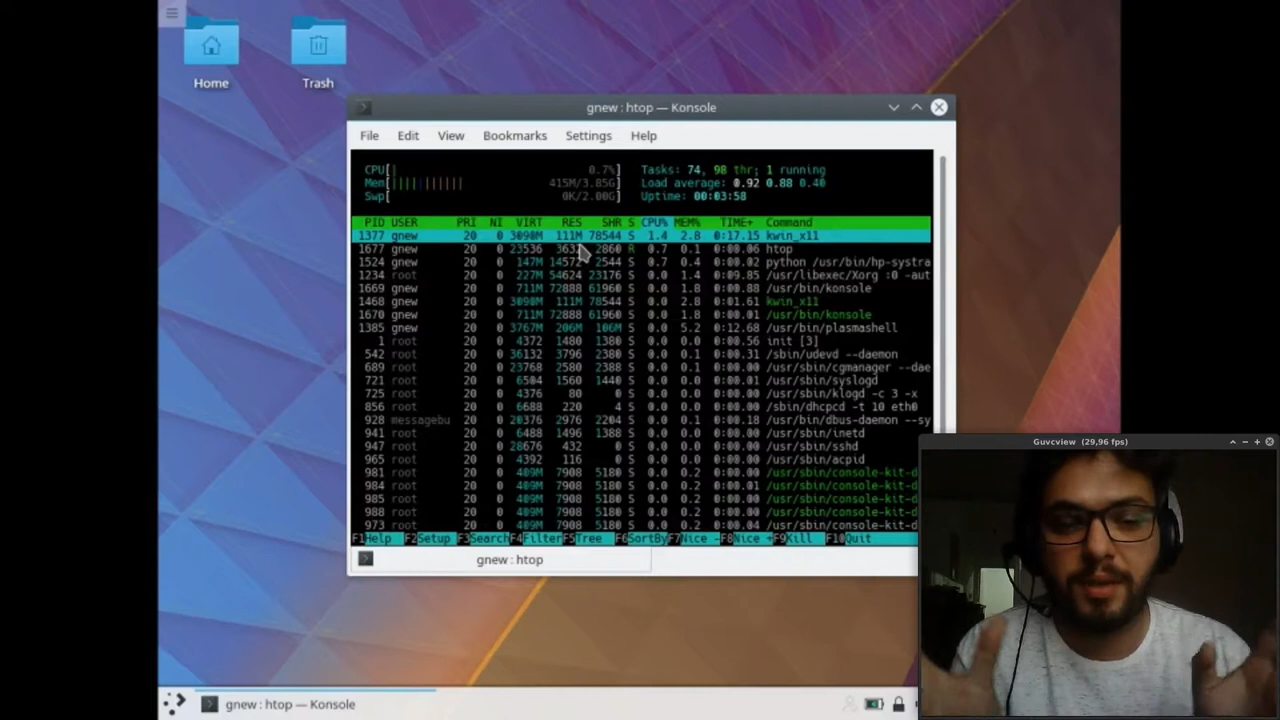 Home
Trash
gnew : htop — Konsole
File Edit View Bookmarks Settings Help
CPU[| 0.7%] Tasks: 74, 98 thr; 1 running
Mem[||||||||||| 415M/3.85G] Load average: 0.92 0.88 0.40
Swp[ 0K/2.00G] Uptime: 00:03:58
PID USER PRI NI VIRT RES SHR S CPU% MEM% TIME+ Command
1377 gnew 20 0 3090M 111M 78544 S 1.4 2.8 0:17.15 kwin_x11
1677 gnew 20 0 23536 3632 2860 R 0.7 0.1 0:00.06 htop
1524 gnew 20 0 147M 14572 2544 S 0.7 0.4 0:00.02 python /usr/bin/hp-systra
1234 root 20 0 227M 54624 23176 S 0.0 1.4 0:09.85 /usr/libexec/Xorg :0 -aut
1669 gnew 20 0 711M 72888 61960 S 0.0 1.8 0:00.88 /usr/bin/konsole
1468 gnew 20 0 3090M 111M 78544 S 0.0 2.8 0:01.61 kwin_x11
1670 gnew 20 0 711M 72888 61960 S 0.0 1.8 0:00.01 /usr/bin/konsole
1385 gnew 20 0 3767M 206M 106M S 0.0 5.2 0:12.68 /usr/bin/plasmashell
1 root 20 0 4372 1480 1380 S 0.0 0.0 0:00.56 init [3]
542 root 20 0 36132 3796 2380 S 0.0 0.1 0:00.31 /sbin/udevd --daemon
689 root 20 0 23768 2580 2388 S 0.0 0.1 0:00.00 /sbin/cgmanager --dae
721 root 20 0 6504 1560 1440 S 0.0 0.0 0:00.01 /usr/sbin/syslogd
725 root 20 0 4376 80 0 S 0.0 0.0 0:00.00 /usr/sbin/klogd -c 3 -x
856 root 20 0 6688 220 4 S 0.0 0.0 0:00.00 /sbin/dhcpcd -t 10 eth0
928 messagebu 20 0 20376 2976 2204 S 0.0 0.1 0:00.18 /usr/bin/dbus-daemon --sy
941 root 20 0 6488 1496 1388 S 0.0 0.0 0:00.00 /usr/sbin/inetd
947 root 20 0 28676 432 0 S 0.0 0.0 0:00.00 /usr/sbin/sshd
965 root 20 0 4392 116 0 S 0.0 0.0 0:00.00 /usr/sbin/acpid
981 root 20 0 409M 7908 5180 S 0.0 0.2 0:00.00 /usr/sbin/console-kit-d
984 root 20 0 409M 7908 5180 S 0.0 0.2 0:00.01 /usr/sbin/console-kit-d
985 root 20 0 409M 7908 5180 S 0.0 0.2 0:00.00 /usr/sbin/console-kit-d
988 root 20 0 409M 7908 5180 S 0.0 0.2 0:00.00 /usr/sbin/console-kit-d
973 root 20 0 409M 7908 5180 S 0.0 0.2 0:00.04 /usr/sbin/console-kit-d
F1Help F2Setup F3SearchF4FilterF5Tree F6SortByF7Nice -F8Nice +F9Kill F10Quit
gnew : htop
Guvcview (29,96 fps)
gnew : htop — Konsole